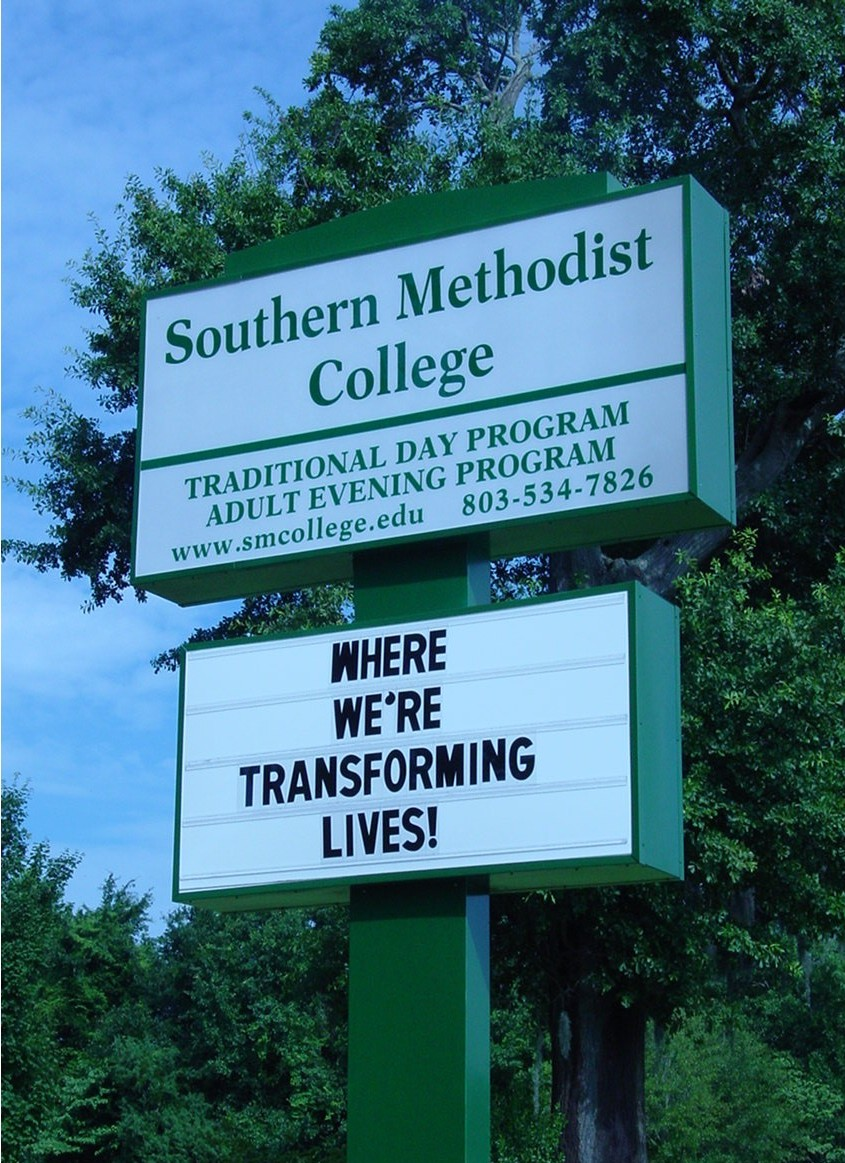 Southern Methodist
College
TRADITIONAL DAY PROGRAM
ADULT EVENING PROGRAM
www.smcollege.edu 803-534-7826
WHERE
WE'RE
TRANSFORMING
LIVES!